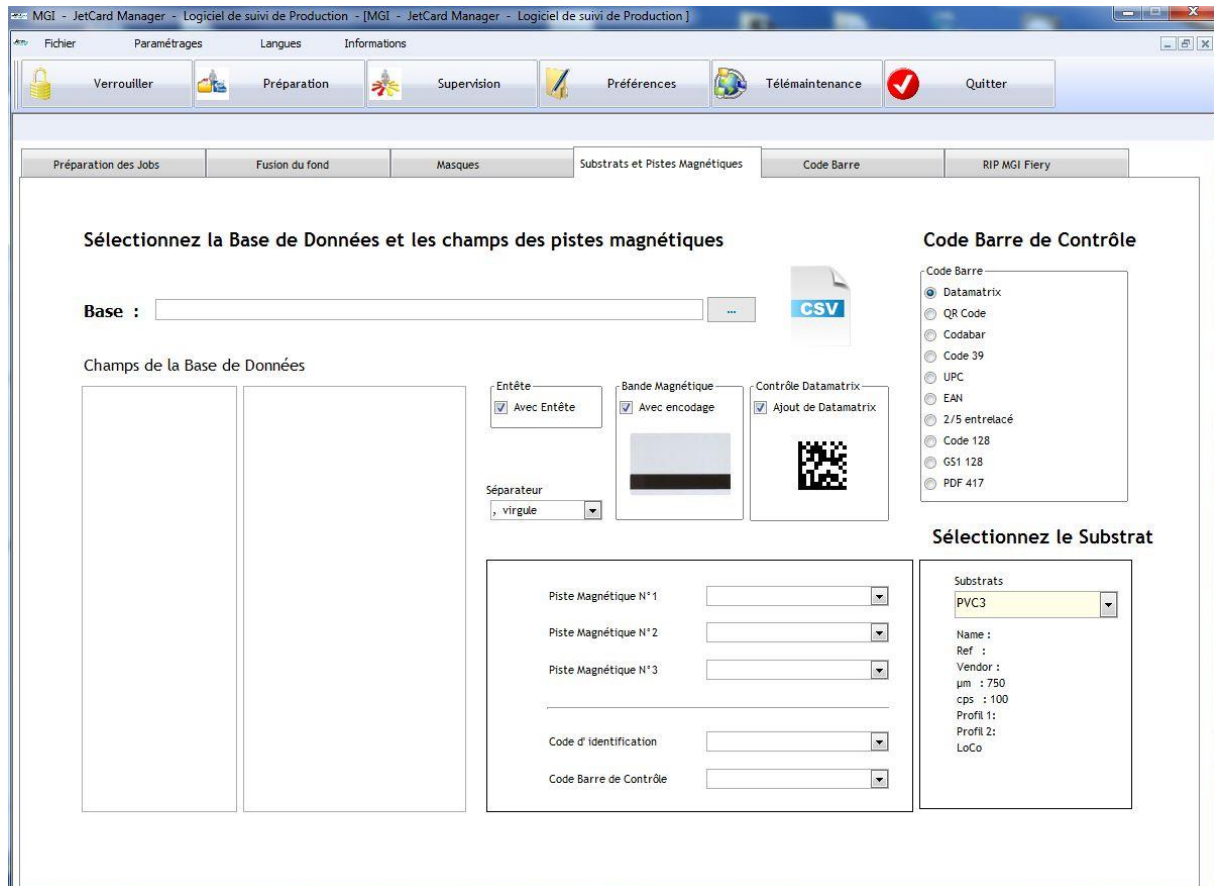 MGI - JetCard Manager - Logiciel de suivi de Production - [MGI - JetCard Manager - Logiciel de suivi de Production ]
Fichier Paramétrages Langues Informations
Verrouiller Préparation Supervision Préférences Télémaintenance Quitter
Préparation des Jobs Fusion du fond Masques Substrats et Pistes Magnétiques Code Barre RIP MGI Fiery
Sélectionnez la Base de Données et les champs des pistes magnétiques
Base : ...
CSV
Champs de la Base de Données
Entête
Avec Entête
Séparateur
, virgule
Bande Magnétique
Avec encodage
Contrôle Datamatrix
Ajout de Datamatrix
Piste Magnétique N°1
Piste Magnétique N°2
Piste Magnétique N°3
Code d' identification
Code Barre de Contrôle
Code Barre de Contrôle
Code Barre
Datamatrix
QR Code
Codabar
Code 39
UPC
EAN
2/5 entrelacé
Code 128
GS1 128
PDF 417
Sélectionnez le Substrat
Substrats
PVC3
Name :
Ref :
Vendor :
µm : 750
cps : 100
Profil 1:
Profil 2:
LoCo